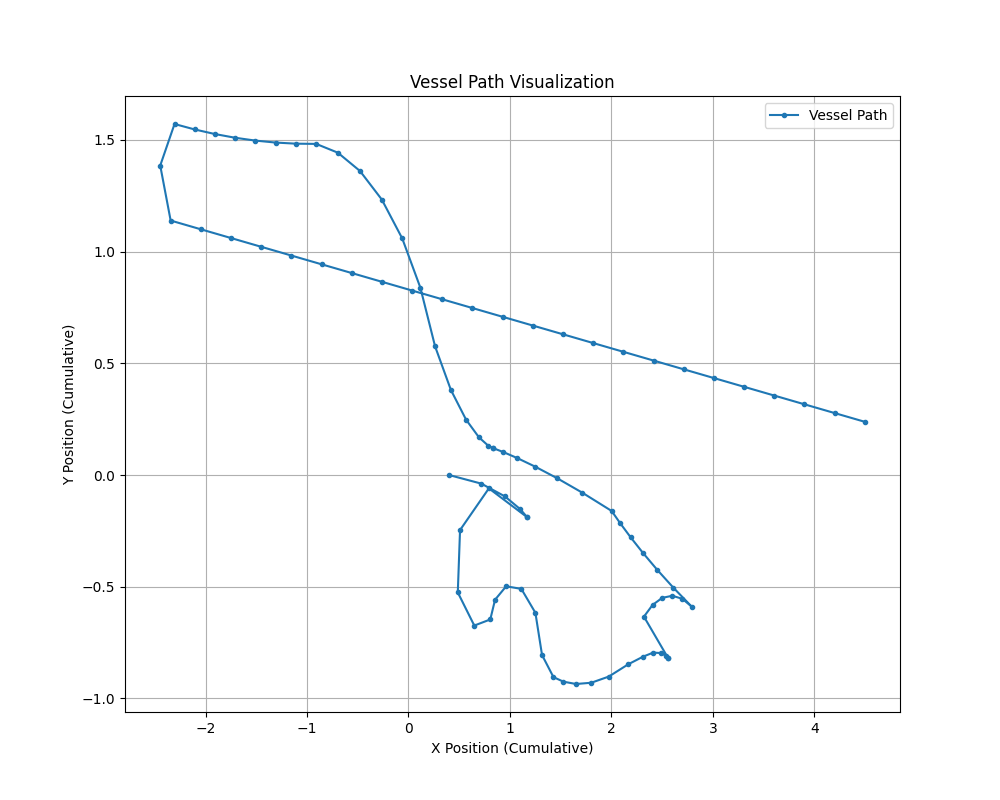 Vessel Path Visualization
Vessel Path
1.5
1.0
0.5
0.0
−0.5
−1.0
Y Position (Cumulative)
−2 −1 0 1 2 3 4
X Position (Cumulative)